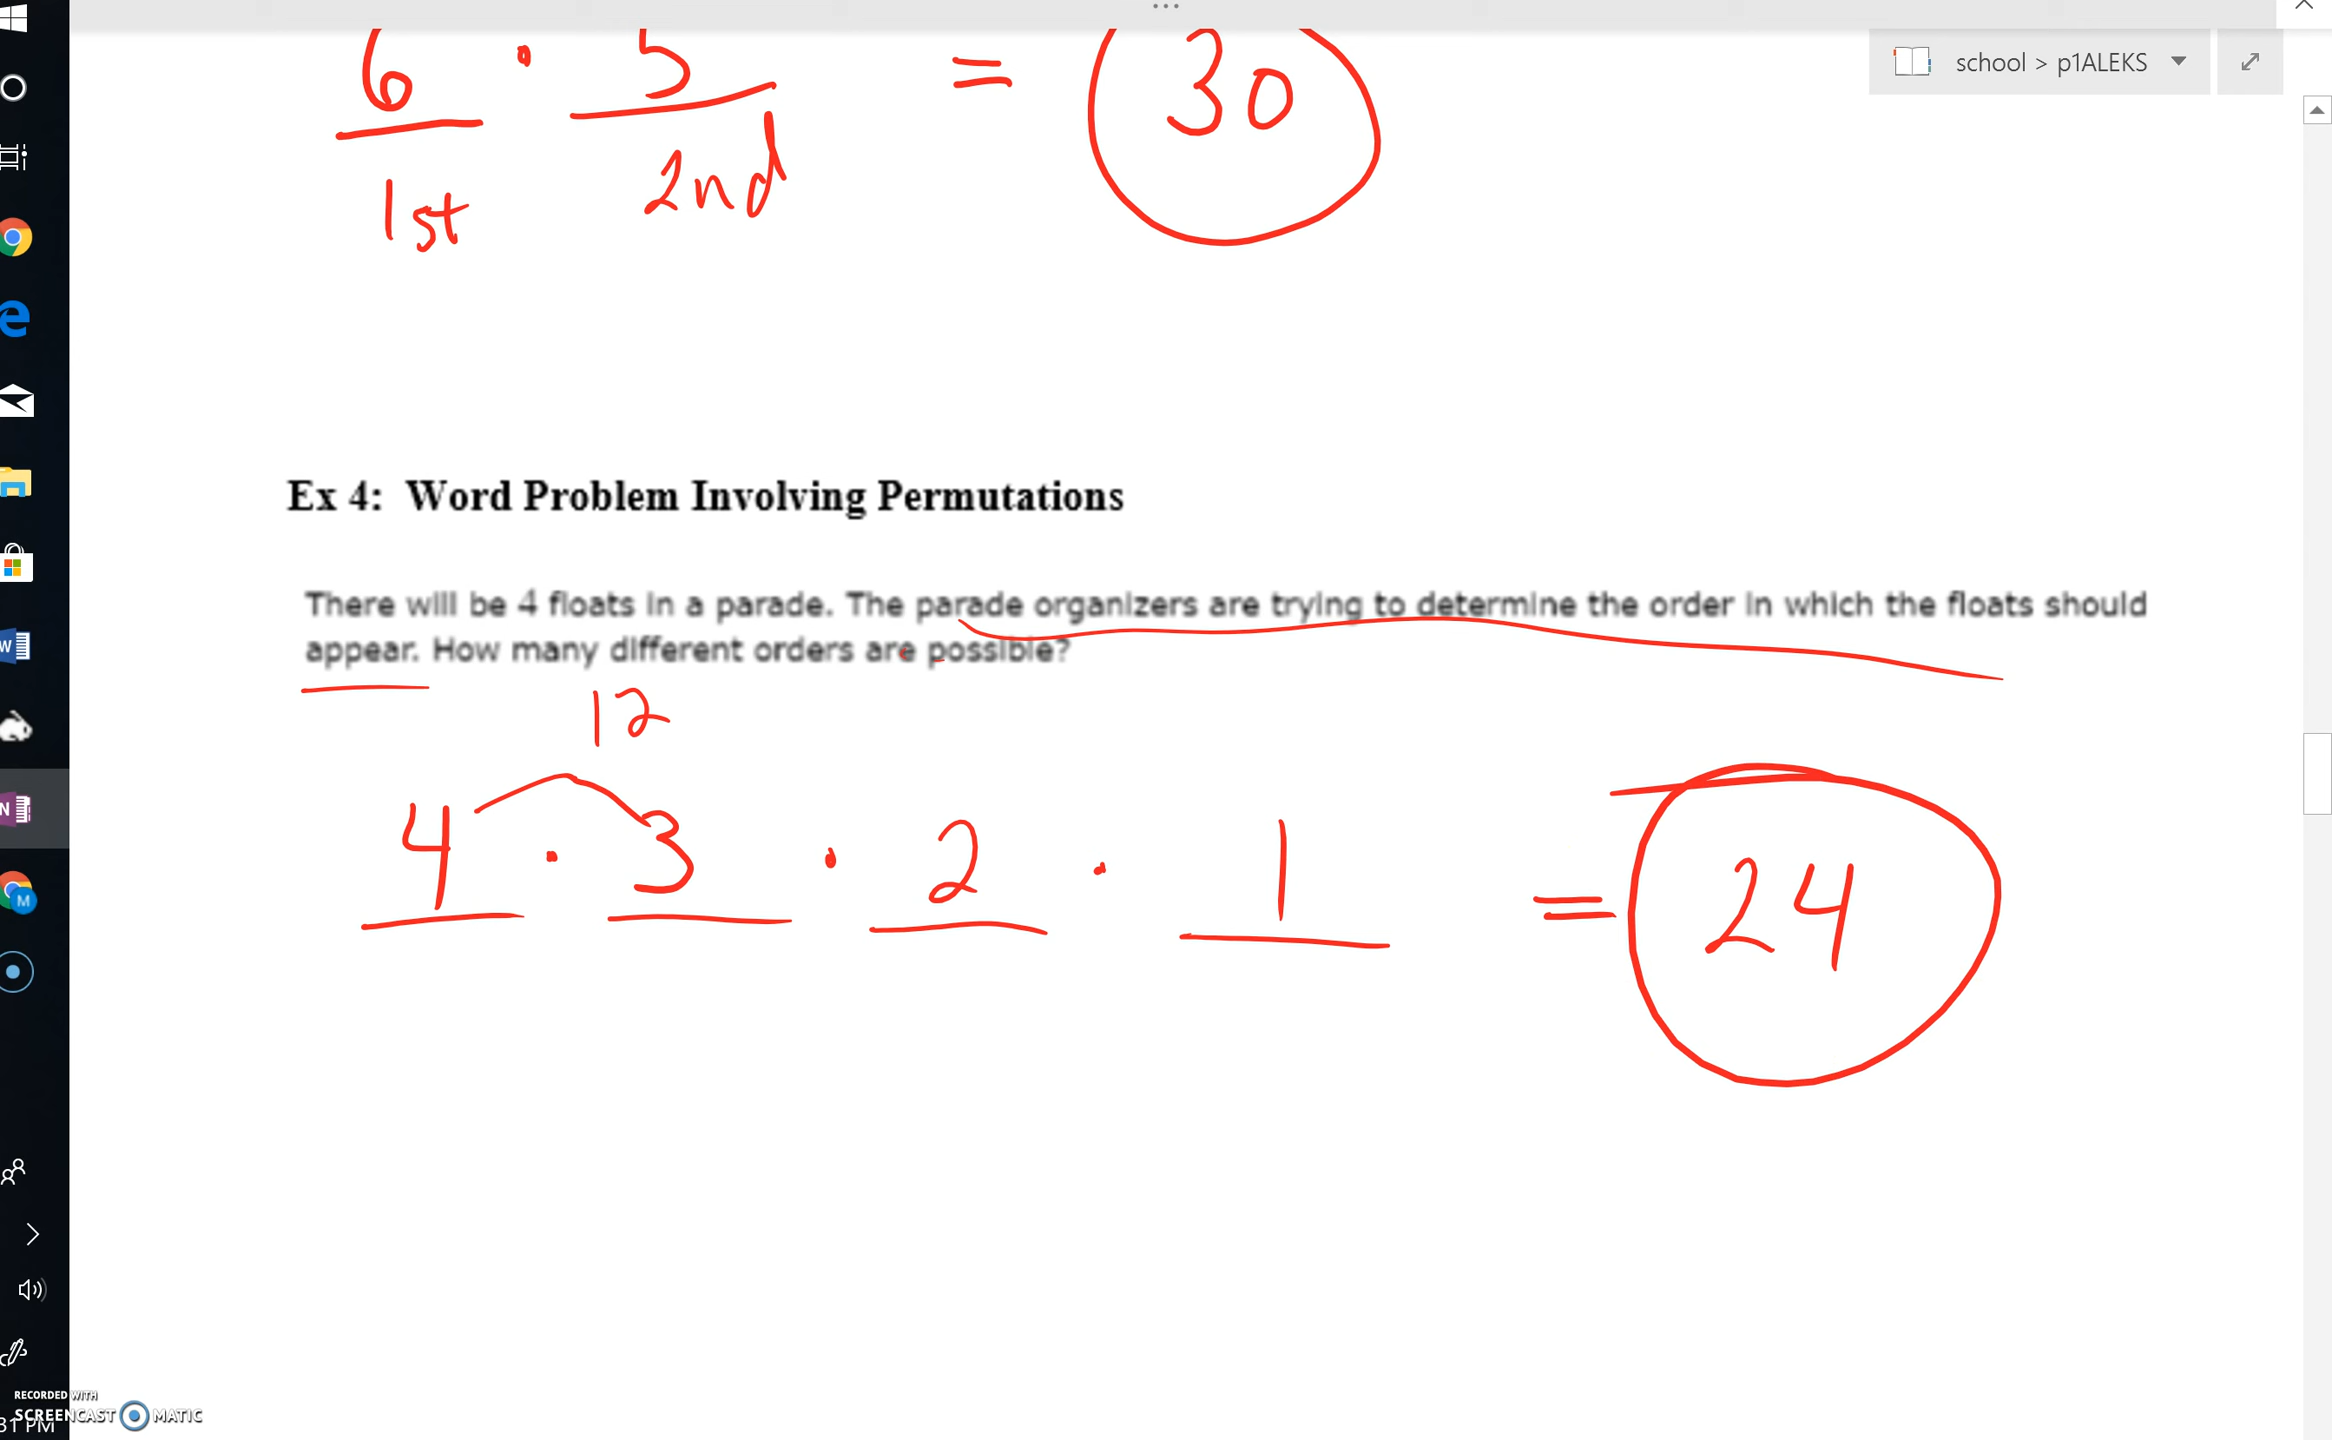 school > p1ALEKS
6 · 5 = 30
1st 2nd
Ex 4: Word Problem Involving Permutations
There will be 4 floats in a parade. The parade organizers are trying to determine the order in which the floats should
appear. How many different orders are possible?
12
4 · 3 · 2 · 1 = 24
W
N
M
RECORDED WITH
SCREENCAST MATIC
31 PM